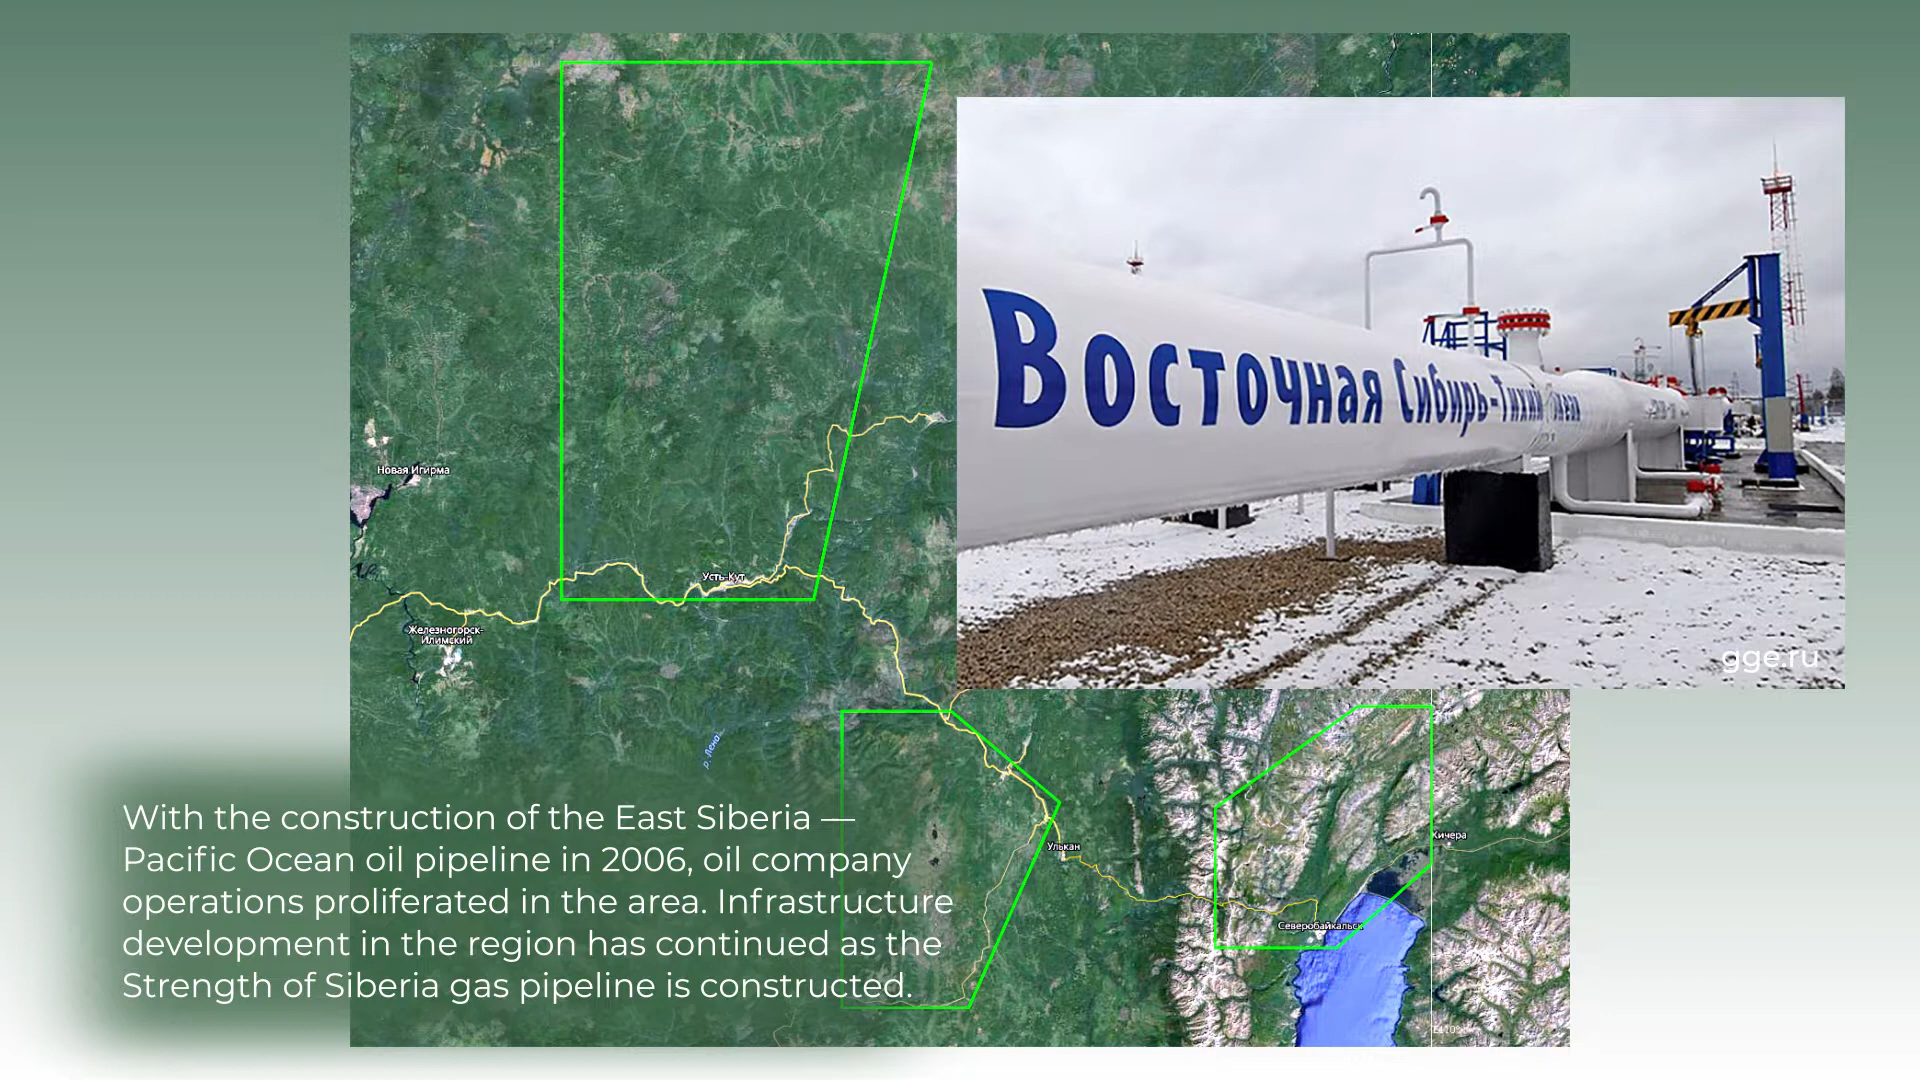 Восточная Сибирь-Тихий
gge.ru
Новая Игирма
Усть-Кут
Железногорск-
Илимский
р. Лена
Улькан
Кичера
Северобайкальск
With the construction of the East Siberia —
Pacific Ocean oil pipeline in 2006, oil company
operations proliferated in the area. Infrastructure
development in the region has continued as the
Strength of Siberia gas pipeline is constructed.